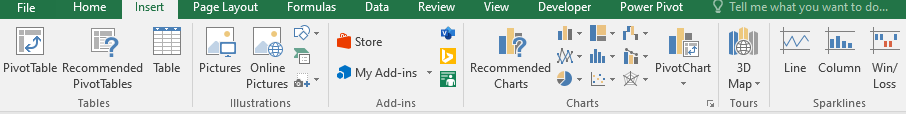 File Home Insert Page Layout Formulas Data Review View Developer Power Pivot Tell me what you want to do...
Store
My Add-ins
PivotTable Recommended Table Pictures Online Recommended PivotChart 3D Line Column Win/
PivotTables Pictures Charts Map Loss
Tables Illustrations Add-ins Charts Tours Sparklines